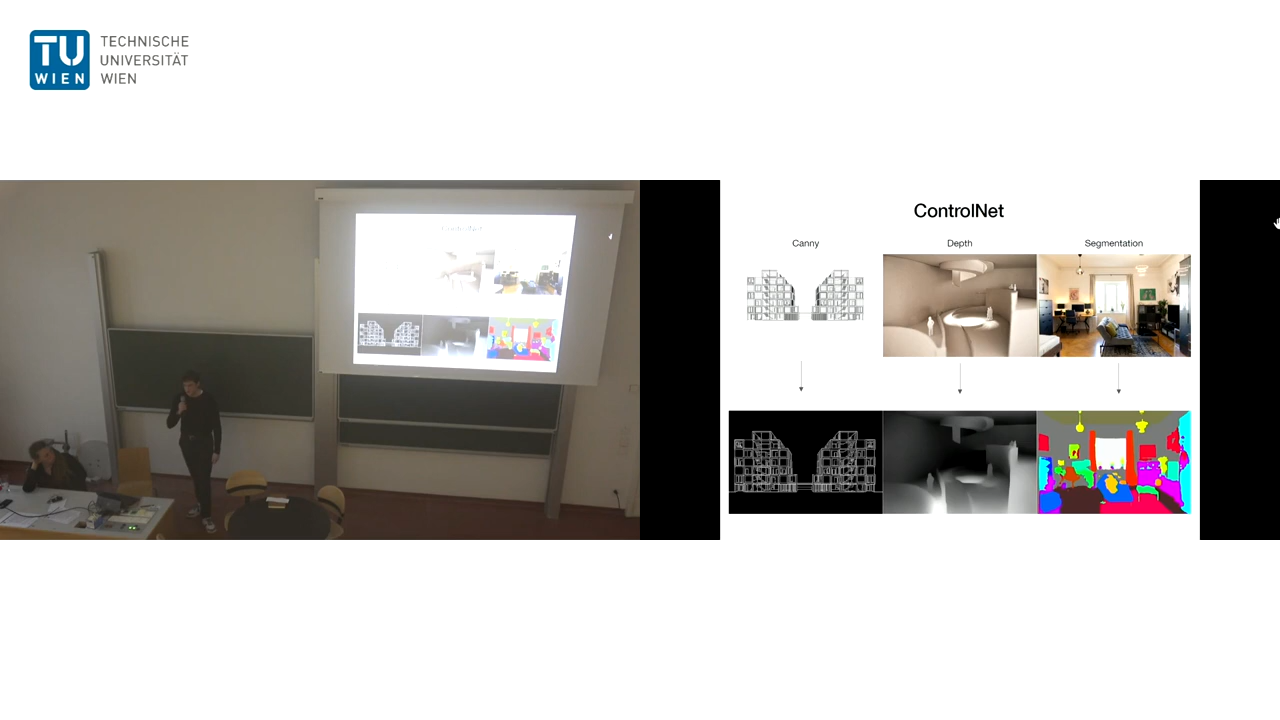 TU
WIEN
TECHNISCHE
UNIVERSITÄT
WIEN
ControlNet
Canny
Depth
Segmentation